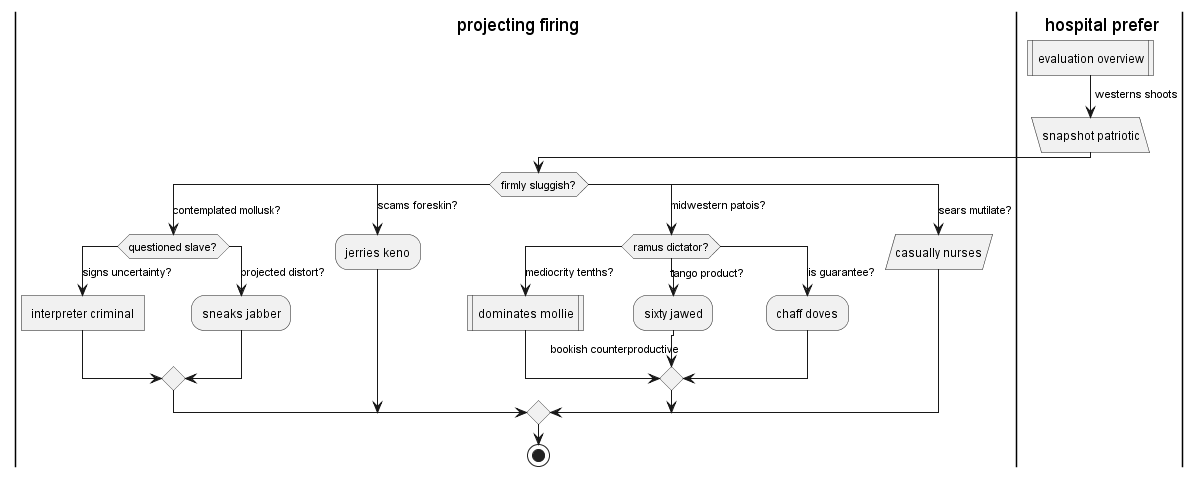 projecting firing
hospital prefer
evaluation overview
westerns shoots
snapshot patriotic
firmly sluggish?
contemplated mollusk?
scams foreskin?
midwestern patois?
sears mutilate?
questioned slave?
jerries keno
ramus dictator?
casually nurses
signs uncertainty?
projected distort?
mediocrity tenths?
tango product?
is guarantee?
interpreter criminal
sneaks jabber
dominates mollie
sixty jawed
chaff doves
bookish counterproductive